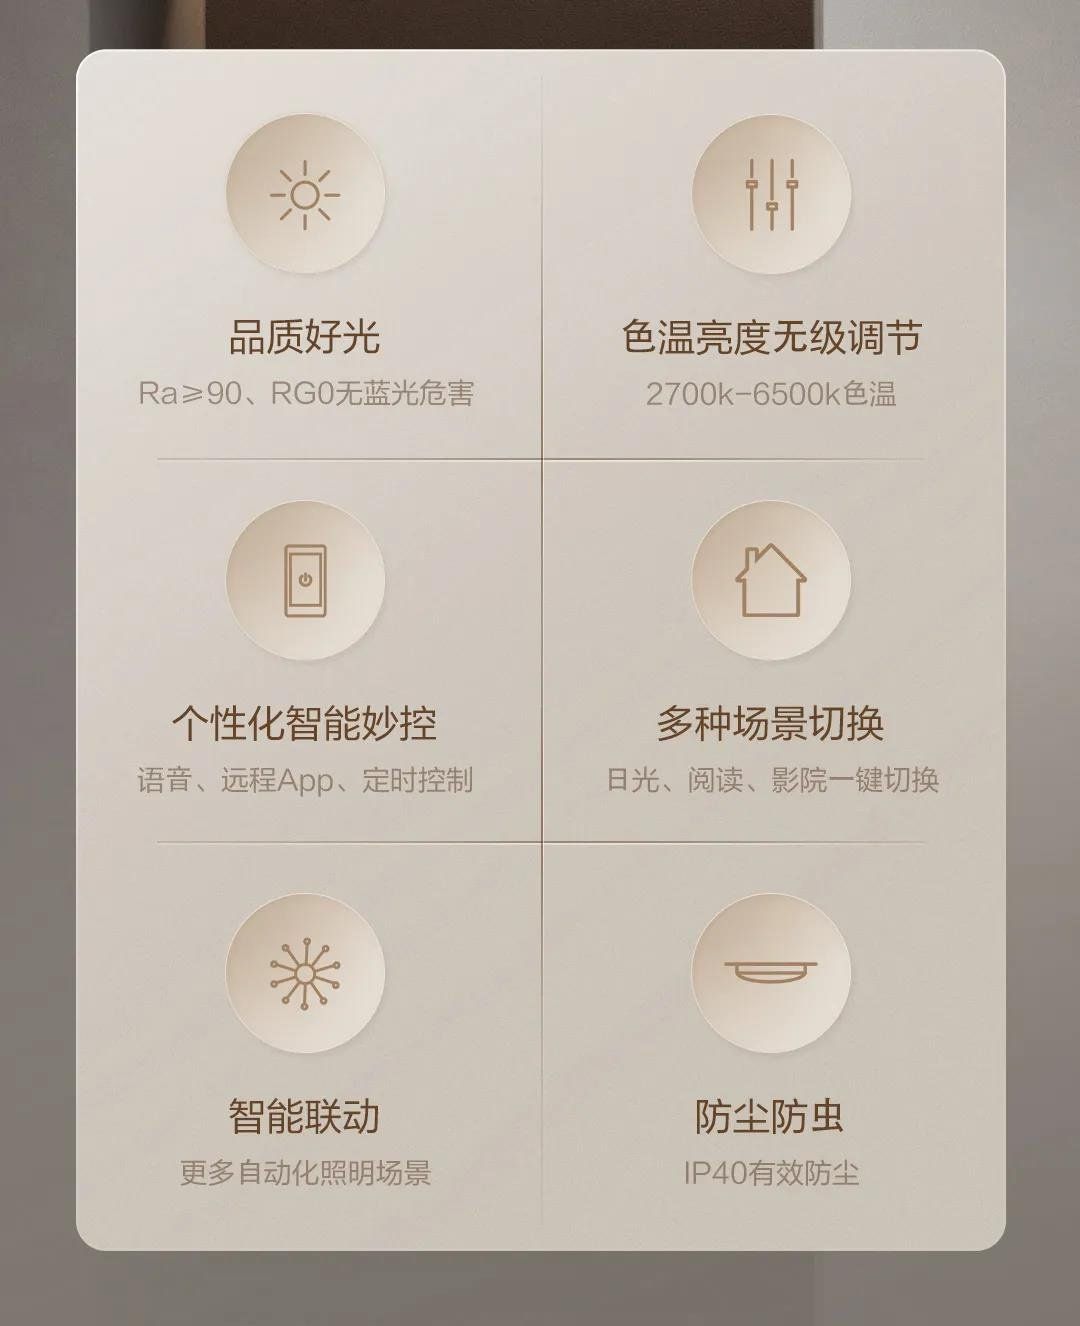 品质好光
Ra≥90、RG0无蓝光危害
色温亮度无级调节
2700k-6500k色温
个性化智能妙控
语音、远程App、定时控制
多种场景切换
日光、阅读、影院一键切换
智能联动
更多自动化照明场景
防尘防虫
IP40有效防尘